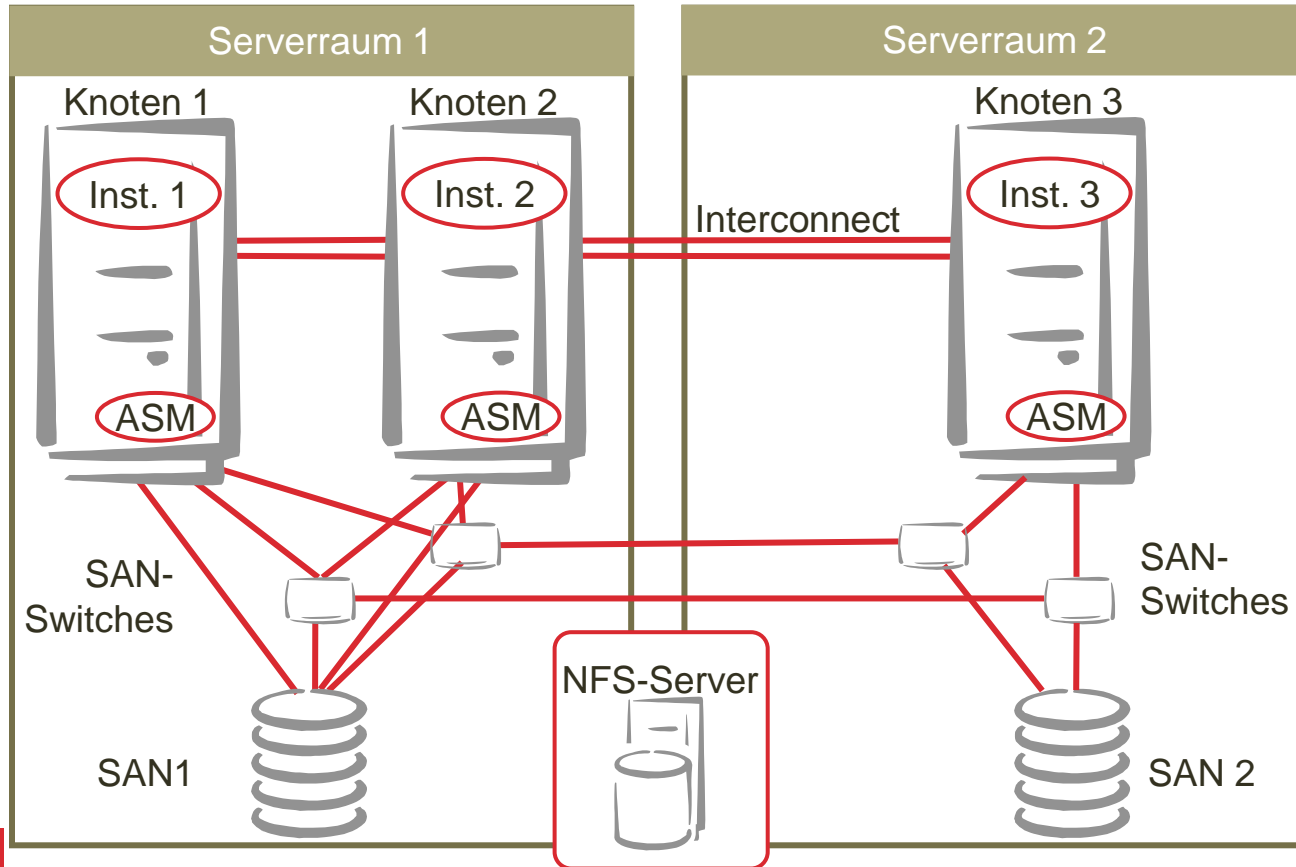 Serverraum 1
Serverraum 2
Knoten 1
Knoten 2
Knoten 3
Inst. 1
Inst. 2
Inst. 3
Interconnect
ASM
ASM
ASM
SAN-
Switches
SAN-
Switches
NFS-Server
SAN1
SAN 2